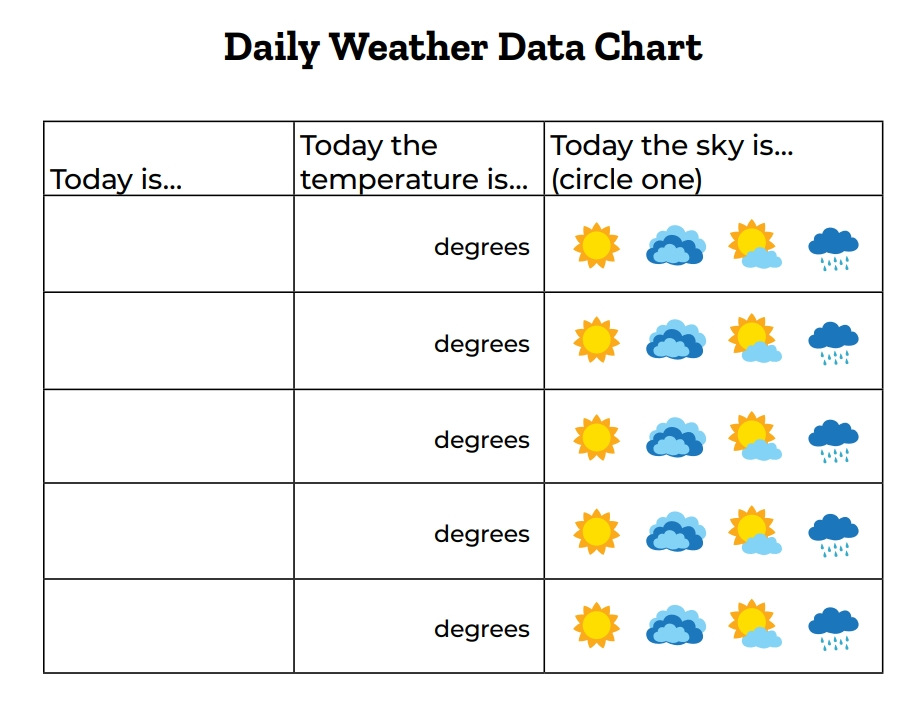 Daily Weather Data Chart
Today is...
Today the
temperature is...
Today the sky is...
(circle one)
degrees
degrees
degrees
degrees
degrees